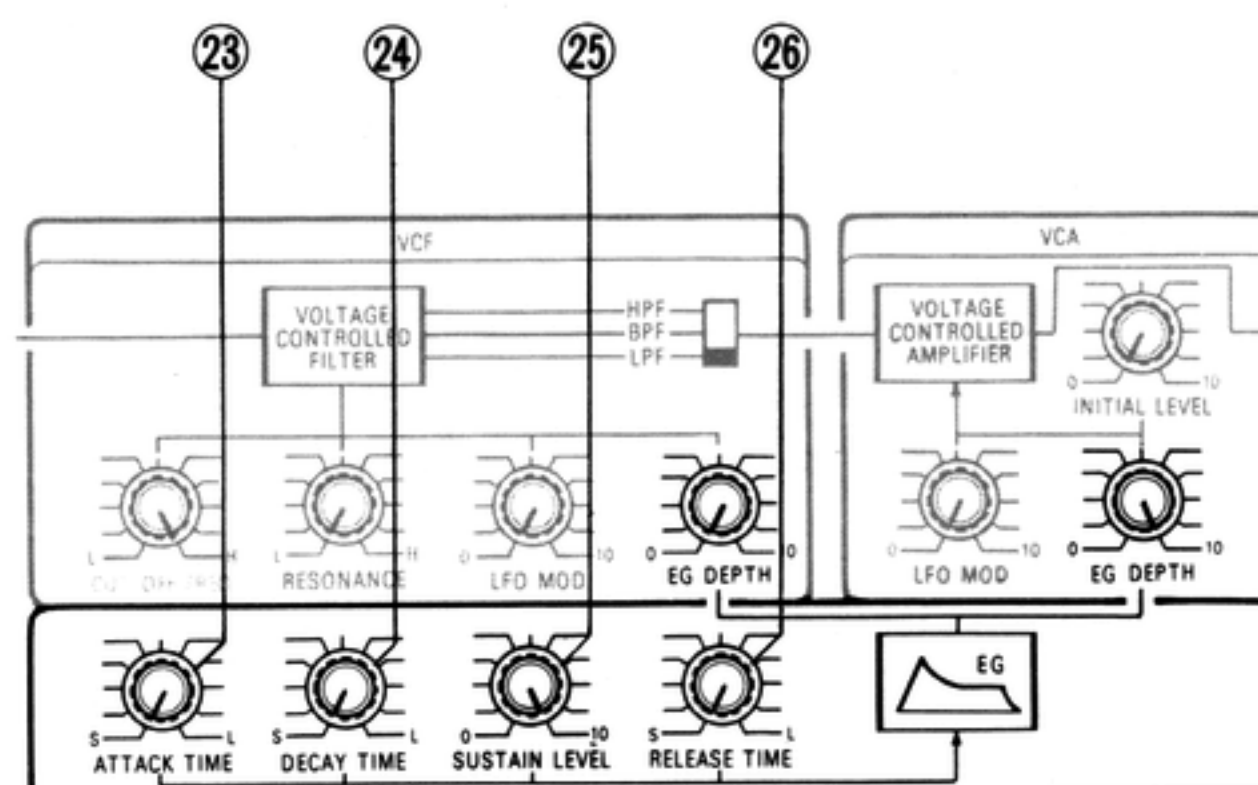 23 24 25 26
VCF
VCA
VOLTAGE
CONTROLLED
FILTER
HPF
BPF
LPF
VOLTAGE
CONTROLLED
AMPLIFIER
0 10
INITIAL LEVEL
L H
L H
RESONANCE
0 10
LFO MOD
0 10
EG DEPTH
0 10
LFO MOD
0 10
EG DEPTH
S L
ATTACK TIME
S L
DECAY TIME
0 10
SUSTAIN LEVEL
S L
RELEASE TIME
EG